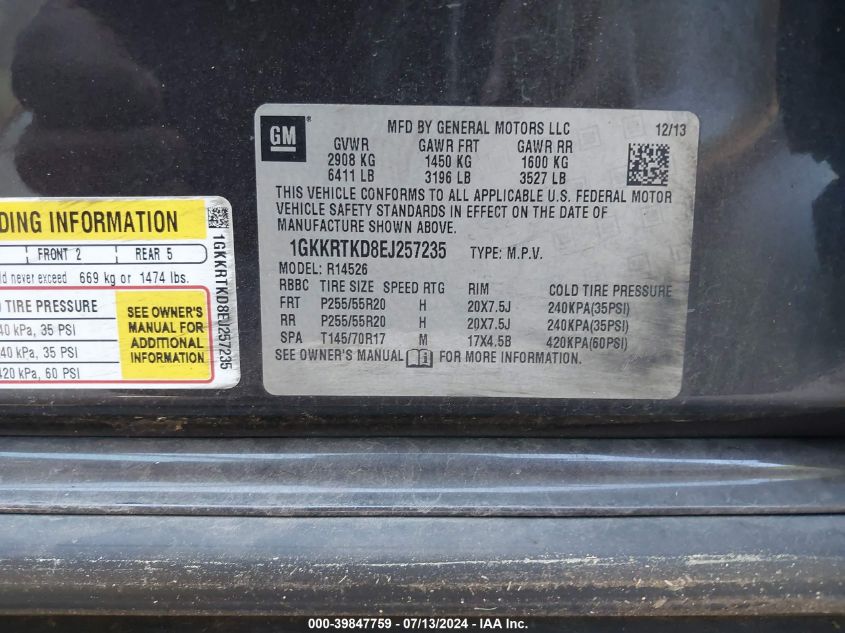 GM ®
MFD BY GENERAL MOTORS LLC 12/13
GVWR GAWR FRT GAWR RR
2908 KG 1450 KG 1600 KG
6411 LB 3196 LB 3527 LB
THIS VEHICLE CONFORMS TO ALL APPLICABLE U.S. FEDERAL MOTOR
VEHICLE SAFETY STANDARDS IN EFFECT ON THE DATE OF
MANUFACTURE SHOWN ABOVE.
1GKKRTKD8EJ257235 TYPE: M.P.V.
MODEL: R14526
RBBC TIRE SIZE SPEED RTG RIM COLD TIRE PRESSURE
FRT P255/55R20 H 20X7.5J 240KPA(35PSI)
RR P255/55R20 H 20X7.5J 240KPA(35PSI)
SPA T145/70R17 M 17X4.5B 420KPA(60PSI)
SEE OWNER'S MANUAL i FOR MORE INFORMATION.
DING INFORMATION
FRONT 2 REAR 5
ld never exceed 669 kg or 1474 lbs.
D TIRE PRESSURE
40 kPa, 35 PSI
40 kPa, 35 PSI
420 kPa, 60 PSI
SEE OWNER'S
MANUAL FOR
ADDITIONAL
INFORMATION
1GKKRTKD8EJ257235
000-39847759 - 07/13/2024 - IAA Inc.